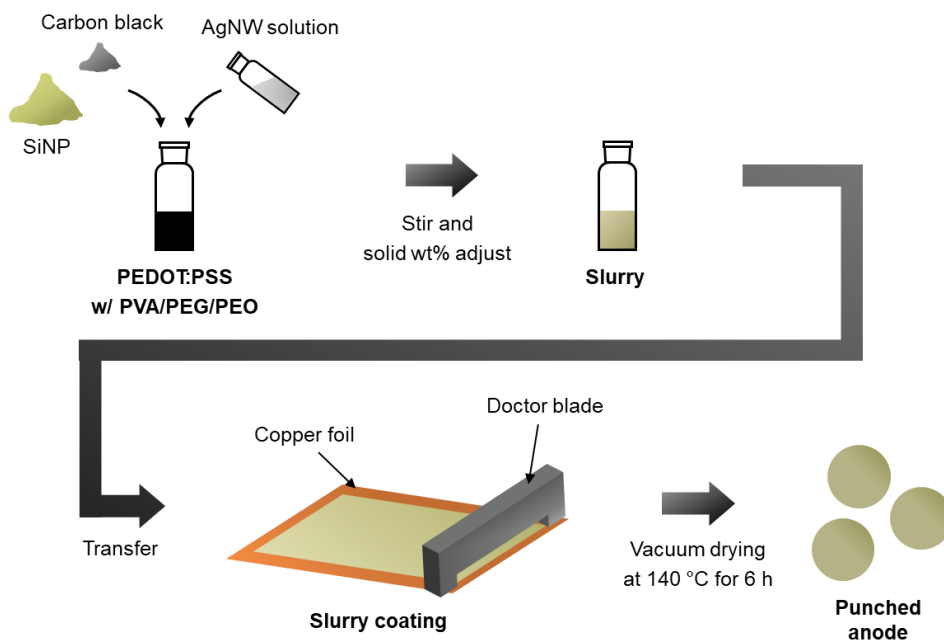 Carbon black
AgNW solution
SiNP
PEDOT:PSS
w/ PVA/PEG/PEO
Stir and
solid wt% adjust
Slurry
Transfer
Copper foil
Doctor blade
Slurry coating
Vacuum drying
at 140 °C for 6 h
Punched
anode